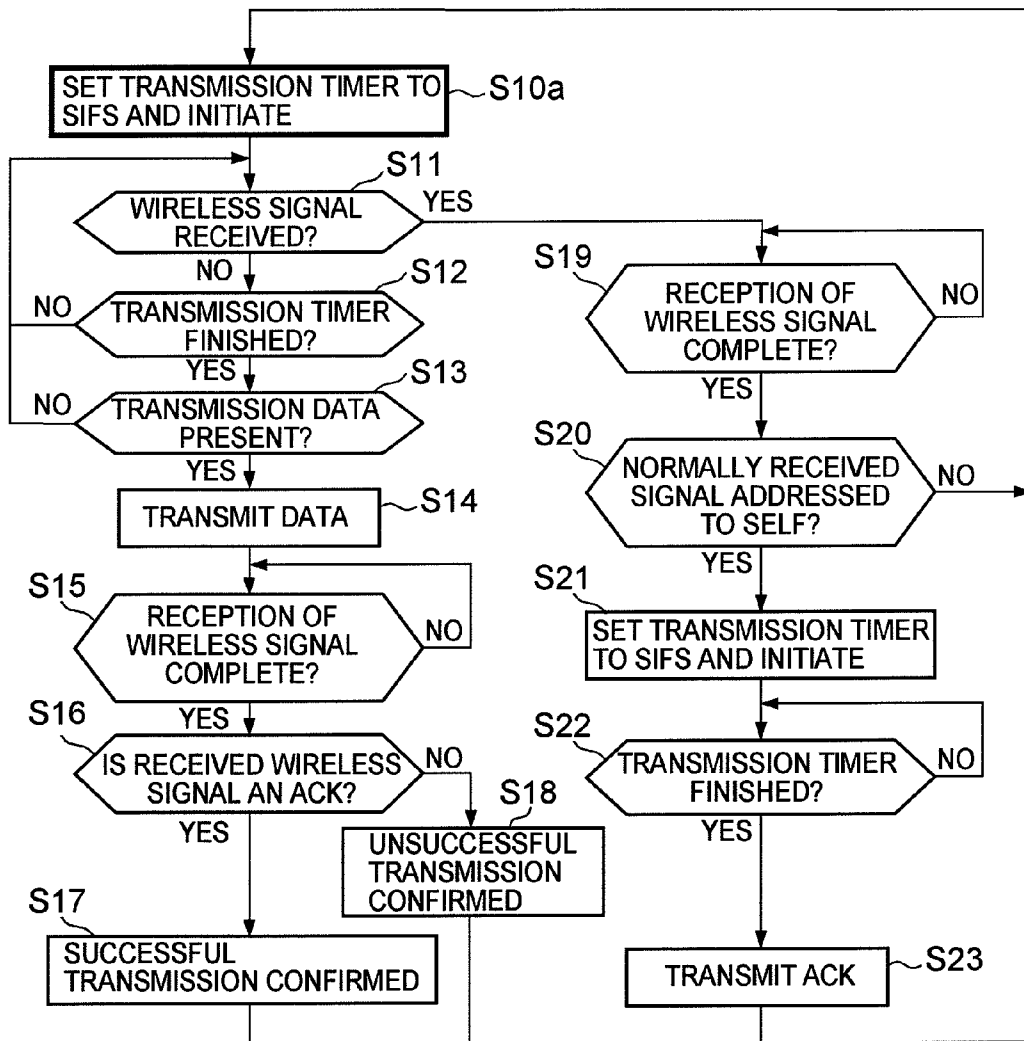 SET TRANSMISSION TIMER TO
SIFS AND INITIATE
S10a
S11
WIRELESS SIGNAL
RECEIVED?
YES
NO
S12
TRANSMISSION TIMER
FINISHED?
NO
YES
S13
TRANSMISSION DATA
PRESENT?
NO
YES
S14
TRANSMIT DATA
S15
RECEPTION OF
WIRELESS SIGNAL
COMPLETE?
NO
YES
S16
IS RECEIVED WIRELESS
SIGNAL AN ACK?
NO
YES
S18
UNSUCCESSFUL
TRANSMISSION
CONFIRMED
S17
SUCCESSFUL
TRANSMISSION CONFIRMED
S19
RECEPTION OF
WIRELESS SIGNAL
COMPLETE?
NO
YES
S20
NORMALLY RECEIVED
SIGNAL ADDRESSED
TO SELF?
NO
YES
S21
SET TRANSMISSION TIMER
TO SIFS AND INITIATE
S22
TRANSMISSION TIMER
FINISHED?
NO
YES
TRANSMIT ACK
S23